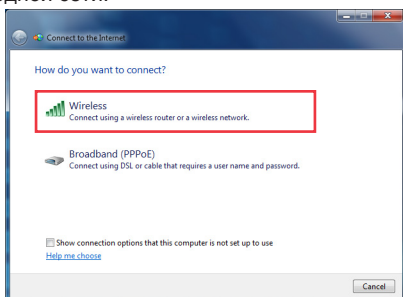 дной сети.
Connect to the Internet
How do you want to connect?
Wireless
Connect using a wireless router or a wireless network.
Broadband (PPPoE)
Connect using DSL or cable that requires a user name and password.
Show connection options that this computer is not set up to use
Help me choose
Cancel